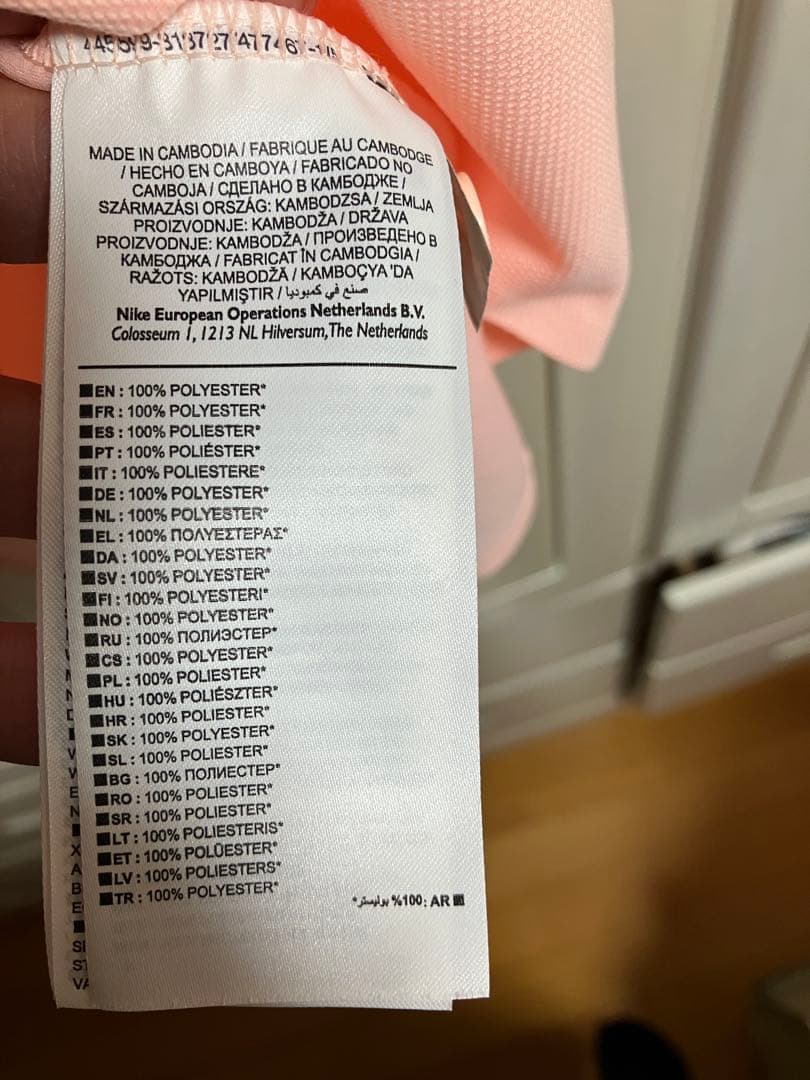 MADE IN CAMBODIA / FABRIQUE AU CAMBODGE
/ HECHO EN CAMBOYA / FABRICADO NO
CAMBOJA / СДЕЛАНО В КАМБОДЖЕ /
SZÁRMAZÁSI ORSZÁG: KAMBODZSA / ZEMLJA
PROIZVODNJE: KAMBODŽA / DRŽAVA
PROIZVODNJE: KAMBODŽA / ПРОИЗВЕДЕНО В
КАМБОДЖА / FABRICAT ÎN CAMBODGIA /
RAŽOTS: KAMBODŽĀ / KAMBOÇYA 'DA
YAPILMIŞTIR / صنع في كمبوديا
Nike European Operations Netherlands B.V.
Colosseum 1, 1213 NL Hilversum, The Netherlands
EN : 100% POLYESTER*
FR : 100% POLYESTER*
ES : 100% POLIESTER*
PT : 100% POLIÉSTER*
IT : 100% POLIESTERE*
DE : 100% POLYESTER*
NL : 100% POLYESTER*
EL : 100% ΠΟΛΥΕΣΤΕΡΑΣ*
DA : 100% POLYESTER*
SV : 100% POLYESTER*
FI : 100% POLYESTERI*
NO : 100% POLYESTER*
RU : 100% ПОЛИЭСТЕР*
CS : 100% POLYESTER*
PL : 100% POLIESTER*
HU : 100% POLIÉSZTER*
HR : 100% POLIESTER*
SK : 100% POLYESTER*
SL : 100% POLIESTER*
BG : 100% ПОЛИЕСТЕР*
RO : 100% POLIESTER*
SR : 100% POLIESTER*
LT : 100% POLIESTERIS*
ET : 100% POLÜESTER*
LV : 100% POLIESTERS*
TR : 100% POLYESTER*
AR :100% بوليستر*